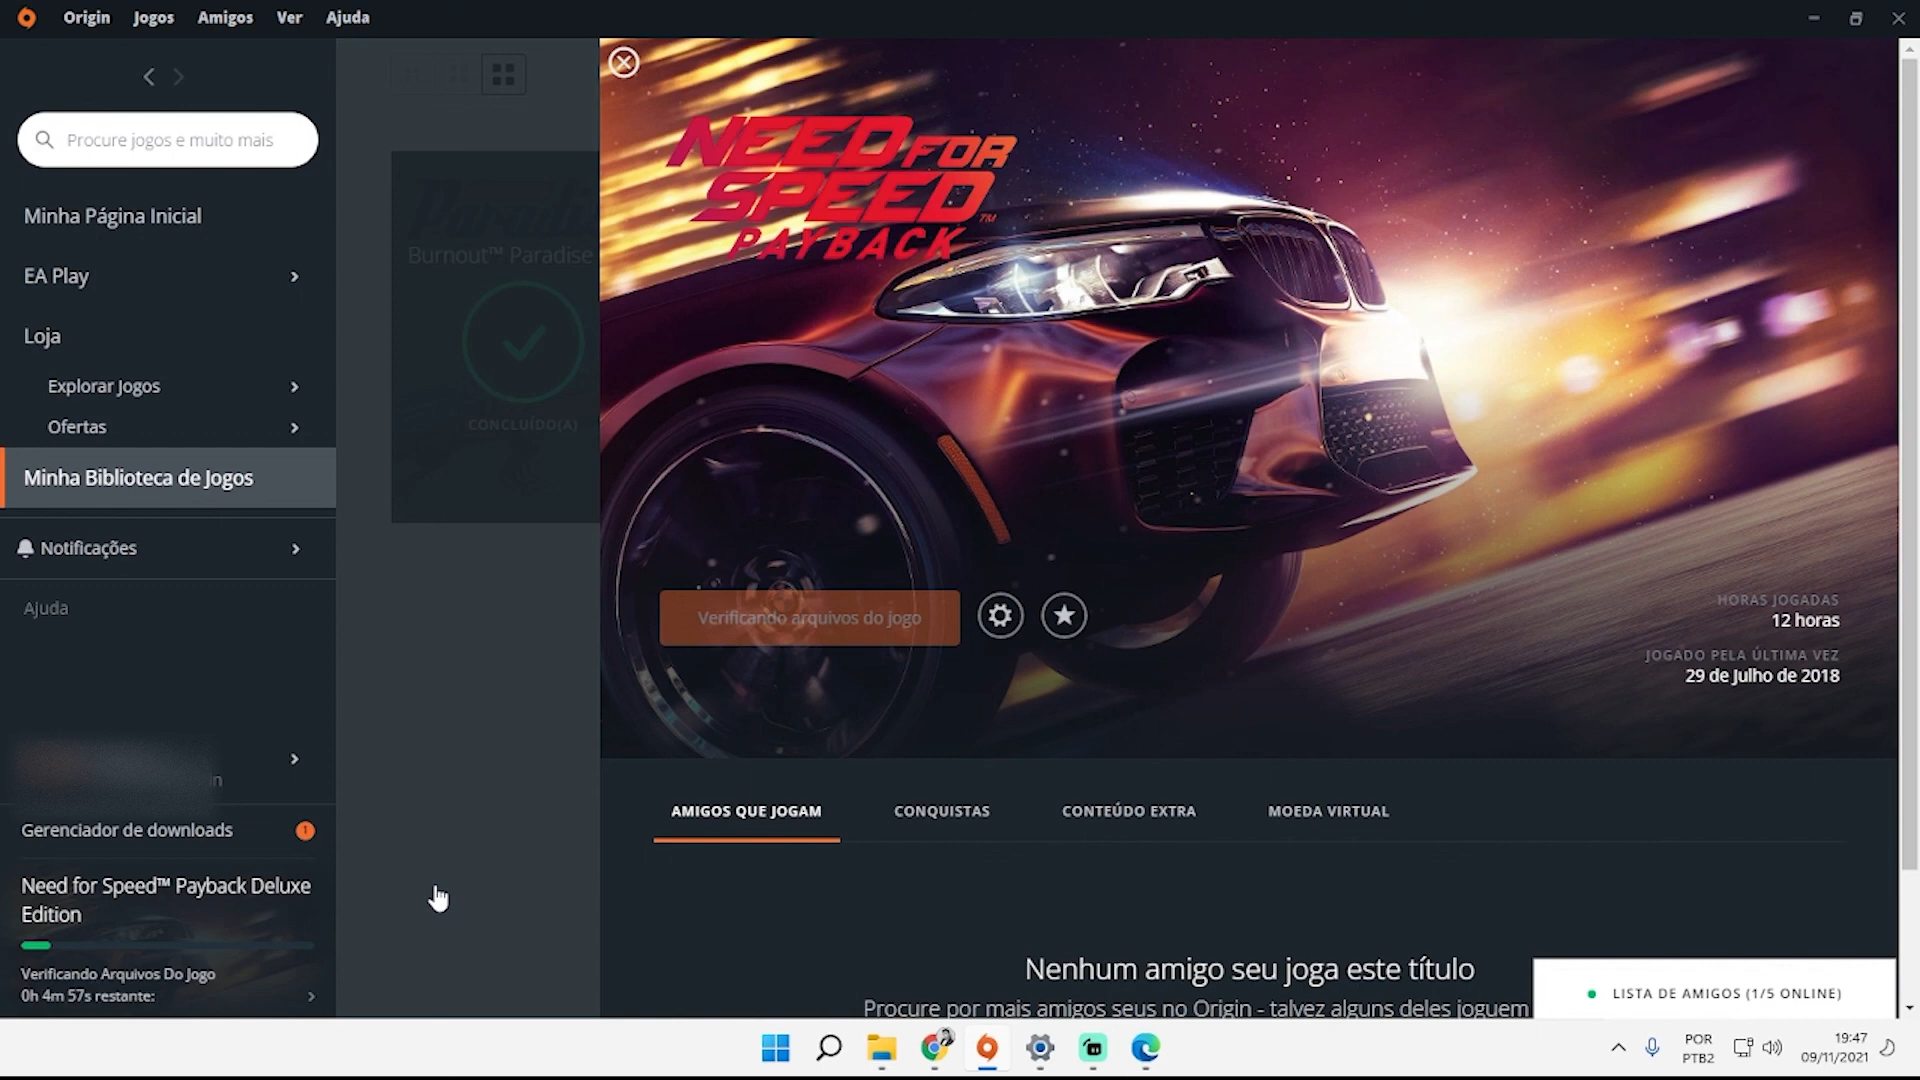 Origin Jogos Amigos Ver Ajuda
Procure jogos e muito mais
Minha Página Inicial
EA Play
Loja
Explorar Jogos
Ofertas
Minha Biblioteca de Jogos
Notificações
Ajuda
Gerenciador de downloads 1
Need for Speed™ Payback Deluxe
Edition
Verificando Arquivos Do Jogo
0h 4m 57s restante:
Burnout™ Paradise
CONCLUÍDO(A)
NEED FOR
SPEED™
PAYBACK
Verificando arquivos do jogo
HORAS JOGADAS
12 horas
JOGADO PELA ÚLTIMA VEZ
29 de Julho de 2018
AMIGOS QUE JOGAM CONQUISTAS CONTEÚDO EXTRA MOEDA VIRTUAL
Nenhum amigo seu joga este título
Procure por mais amigos seus no Origin - talvez alguns deles joguem
LISTA DE AMIGOS (1/5 ONLINE)
POR
PTB2
19:47
09/11/2021